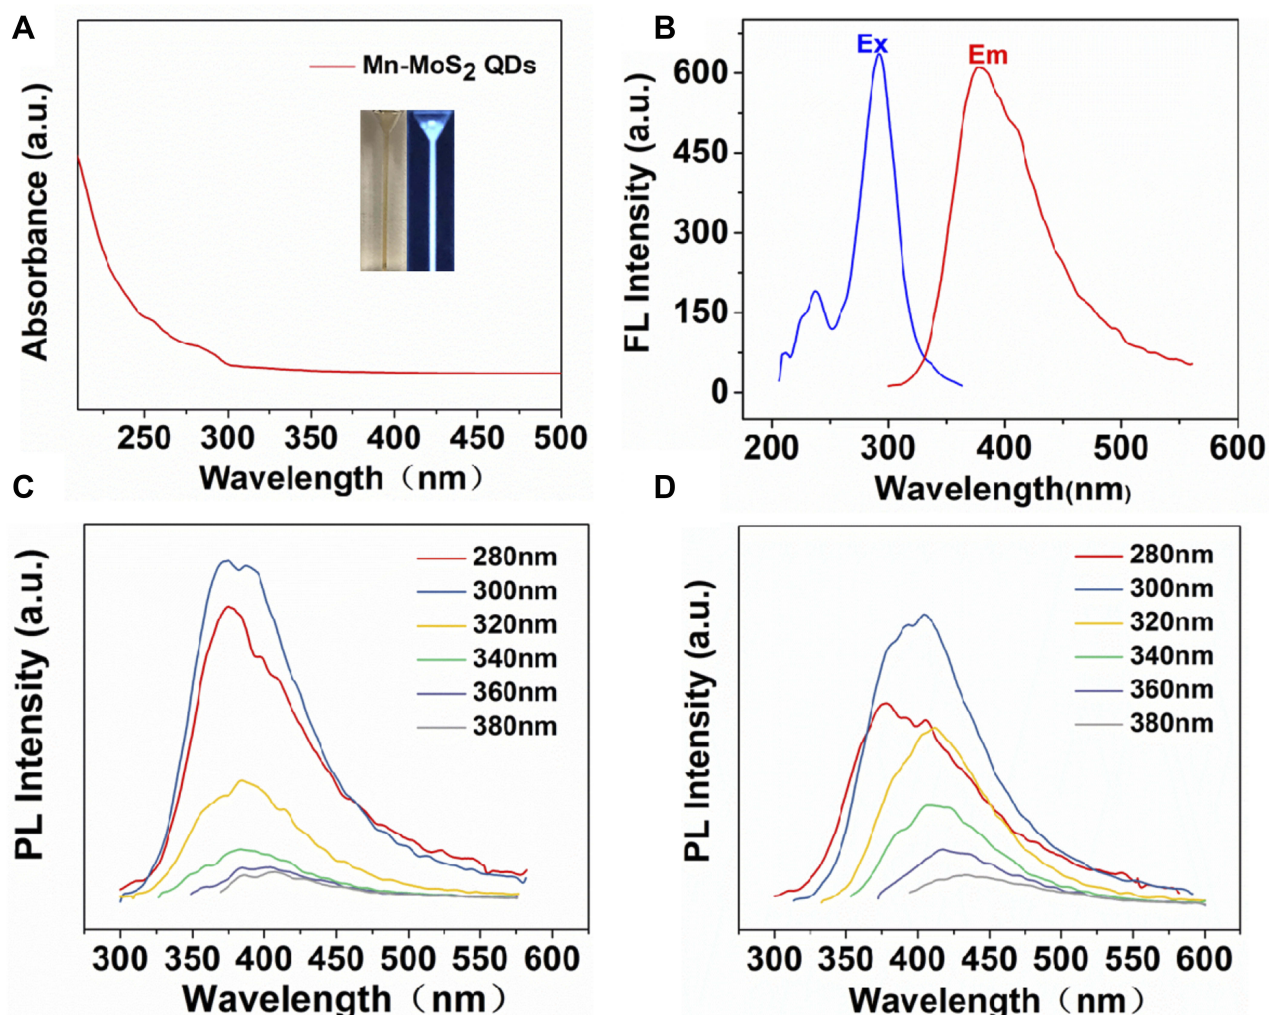 A
Mn-MoS2 QDs
Absorbance (a.u.)
250 300 350 400 450 500
Wavelength（nm）
B
Ex
Em
600
450
300
150
0
FL Intensity (a.u.)
200 300 400 500 600
Wavelength(nm)
C
280nm
300nm
320nm
340nm
360nm
380nm
PL Intensity (a.u.)
300 350 400 450 500 550
Wavelength（nm）
D
280nm
300nm
320nm
340nm
360nm
380nm
PL Intensity (a.u.)
300 350 400 450 500 550 600
Wavelength（nm）